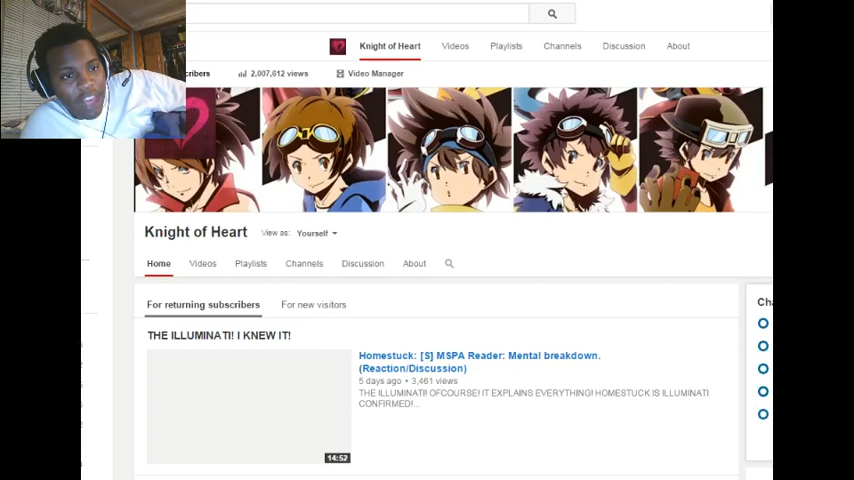 Knight of Heart Videos Playlists Channels Discussion About
2,007,612 views Video Manager
Knight of Heart View as: Yourself
Home Videos Playlists Channels Discussion About
For returning subscribers For new visitors
THE ILLUMINATI! I KNEW IT!
Homestuck: [S] MSPA Reader: Mental breakdown.
(Reaction/Discussion)
5 days ago • 3,461 views
THE ILLUMINATI! OFCOURSE! IT EXPLAINS EVERYTHING! HOMESTUCK IS ILLUMINATI
CONFIRMED!...
14:52